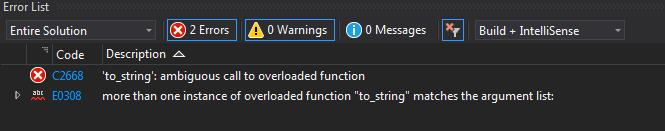 Error List
Entire Solution 2 Errors 0 Warnings 0 Messages Build + IntelliSense
Code Description
C2668 'to_string': ambiguous call to overloaded function
abc E0308 more than one instance of overloaded function "to_string" matches the argument list: